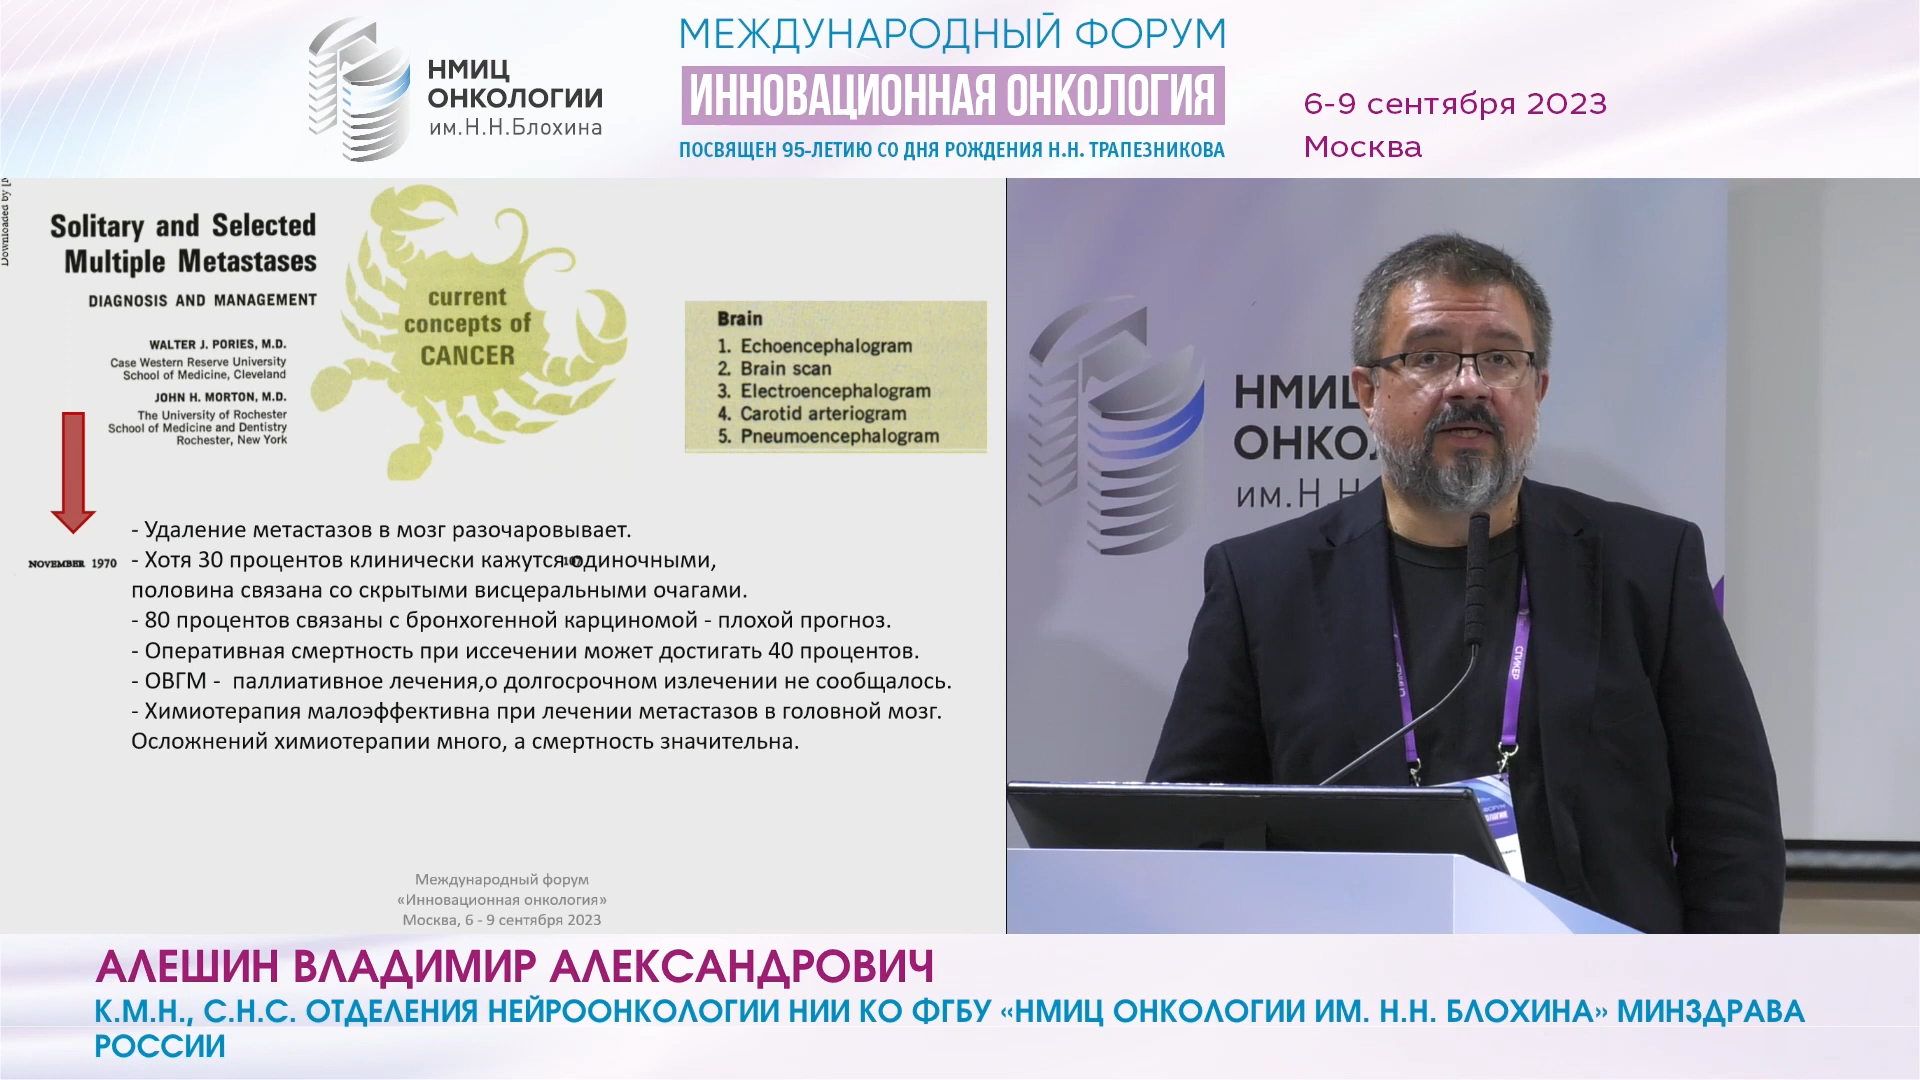 НМИЦ
ОНКОЛОГИИ
им.Н.Н.Блохина
МЕЖДУНАРОДНЫЙ ФОРУМ
ИННОВАЦИОННАЯ ОНКОЛОГИЯ
ПОСВЯЩЕН 95-ЛЕТИЮ СО ДНЯ РОЖДЕНИЯ Н.Н. ТРАПЕЗНИКОВА
6-9 сентября 2023
Москва
Downloaded by
Solitary and Selected
Multiple Metastases
DIAGNOSIS AND MANAGEMENT
WALTER J. PORIES, M.D.
Case Western Reserve University
School of Medicine, Cleveland
JOHN H. MORTON, M.D.
The University of Rochester
School of Medicine and Dentistry
Rochester, New York
current
concepts of
CANCER
Brain
1. Echoencephalogram
2. Brain scan
3. Electroencephalogram
4. Carotid arteriogram
5. Pneumoencephalogram
NOVEMBER 1970
- Удаление метастазов в мозг разочаровывает.
- Хотя 30 процентов клинически кажутся одиночными,
половина связана со скрытыми висцеральными очагами.
- 80 процентов связаны с бронхогенной карциномой - плохой прогноз.
- Оперативная смертность при иссечении может достигать 40 процентов.
- ОВГМ - паллиативное лечения,о долгосрочном излечении не сообщалось.
- Химиотерапия малоэффективна при лечении метастазов в головной мозг.
Осложнений химиотерапии много, а смертность значительна.
Международный форум
«Инновационная онкология»
Москва, 6 - 9 сентября 2023
НМИЦ
ОНКОЛ
им.Н Н
СПИКЕР
АЛЕШИН ВЛАДИМИР АЛЕКСАНДРОВИЧ
К.М.Н., С.Н.С. ОТДЕЛЕНИЯ НЕЙРООНКОЛОГИИ НИИ КО ФГБУ «НМИЦ ОНКОЛОГИИ ИМ. Н.Н. БЛОХИНА» МИНЗДРАВА
РОССИИ